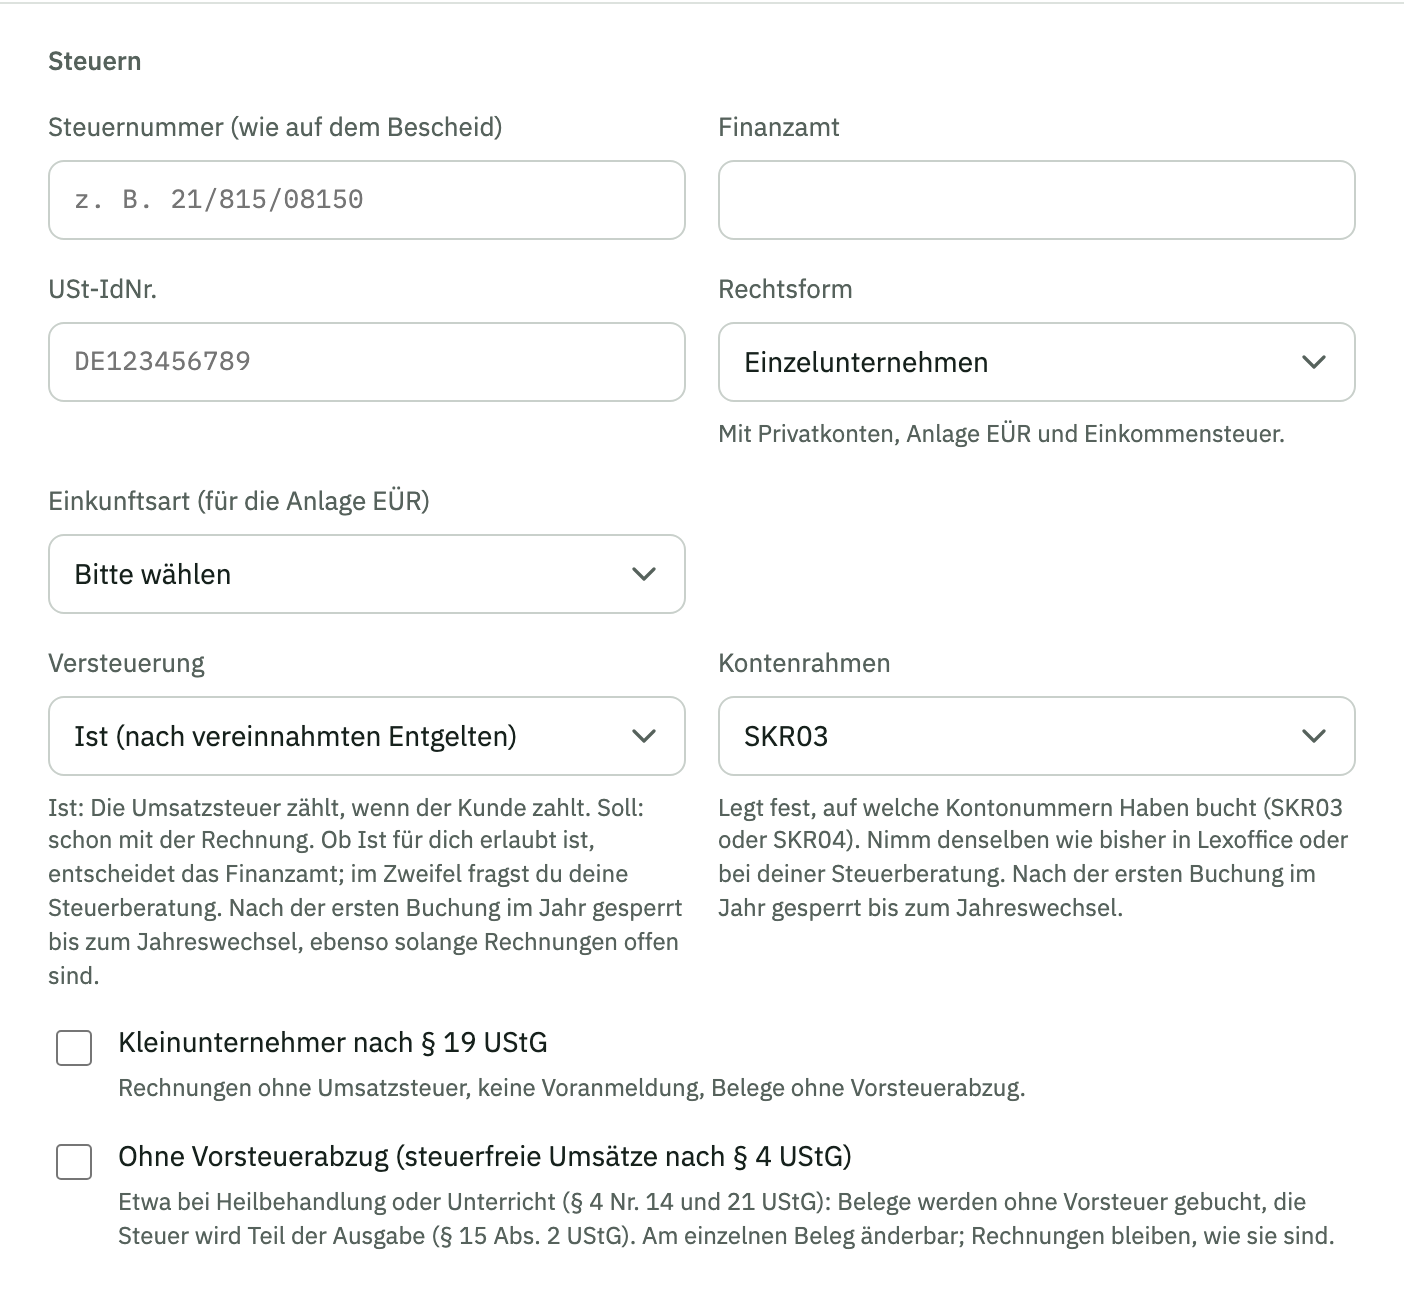 Steuern
Steuernummer (wie auf dem Bescheid)
z. B. 21/815/08150
Finanzamt
USt-IdNr.
DE123456789
Rechtsform
Einzelunternehmen
Mit Privatkonten, Anlage EÜR und Einkommensteuer.
Einkunftsart (für die Anlage EÜR)
Bitte wählen
Versteuerung
Ist (nach vereinnahmten Entgelten)
Ist: Die Umsatzsteuer zählt, wenn der Kunde zahlt. Soll:
schon mit der Rechnung. Ob Ist für dich erlaubt ist,
entscheidet das Finanzamt; im Zweifel fragst du deine
Steuerberatung. Nach der ersten Buchung im Jahr gesperrt
bis zum Jahreswechsel, ebenso solange Rechnungen offen
sind.
Kontenrahmen
SKR03
Legt fest, auf welche Kontonummern Haben bucht (SKR03
oder SKR04). Nimm denselben wie bisher in Lexoffice oder
bei deiner Steuerberatung. Nach der ersten Buchung im
Jahr gesperrt bis zum Jahreswechsel.
Kleinunternehmer nach § 19 UStG
Rechnungen ohne Umsatzsteuer, keine Voranmeldung, Belege ohne Vorsteuerabzug.
Ohne Vorsteuerabzug (steuerfreie Umsätze nach § 4 UStG)
Etwa bei Heilbehandlung oder Unterricht (§ 4 Nr. 14 und 21 UStG): Belege werden ohne Vorsteuer gebucht, die
Steuer wird Teil der Ausgabe (§ 15 Abs. 2 UStG). Am einzelnen Beleg änderbar; Rechnungen bleiben, wie sie sind.